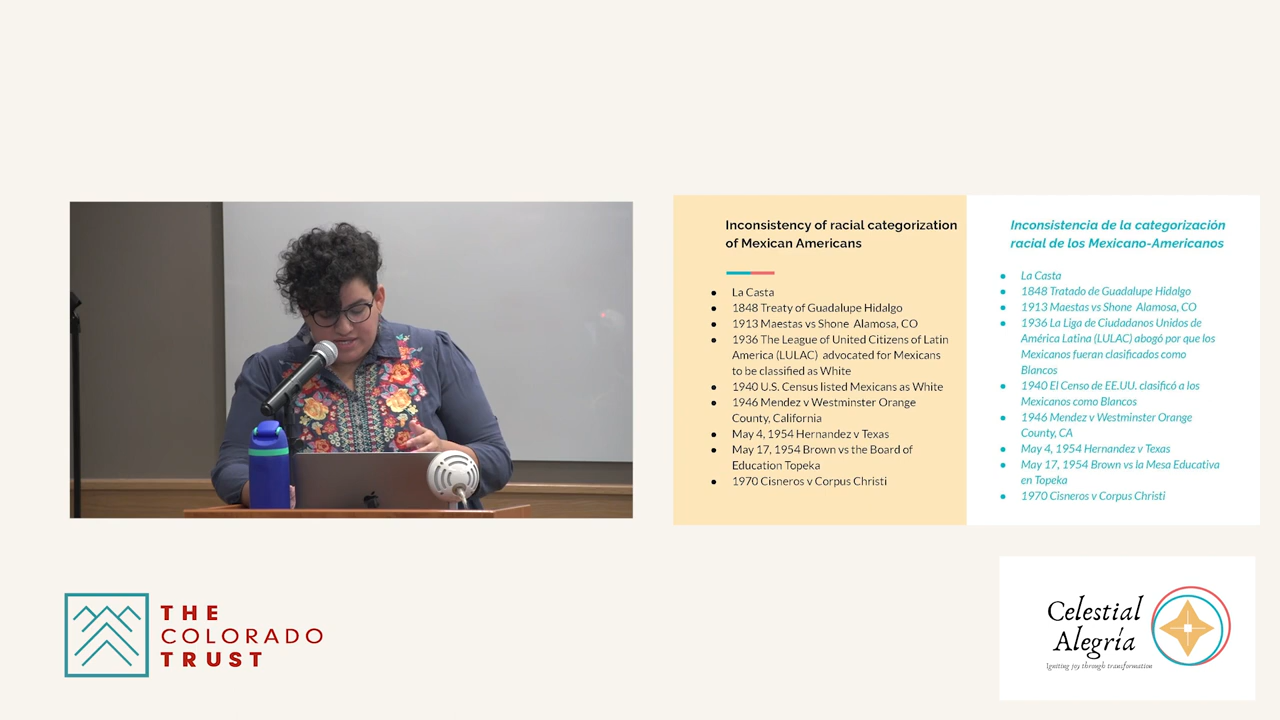 Inconsistency of racial categorization
of Mexican Americans
La Casta
1848 Treaty of Guadalupe Hidalgo
1913 Maestas vs Shone Alamosa, CO
1936 The League of United Citizens of Latin
America (LULAC) advocated for Mexicans
to be classified as White
1940 U.S. Census listed Mexicans as White
1946 Mendez v Westminster Orange
County, California
May 4, 1954 Hernandez v Texas
May 17, 1954 Brown vs the Board of
Education Topeka
1970 Cisneros v Corpus Christi
Inconsistencia de la categorización
racial de los Mexicano-Americanos
La Casta
1848 Tratado de Guadalupe Hidalgo
1913 Maestas vs Shone Alamosa, CO
1936 La Liga de Ciudadanos Unidos de
América Latina (LULAC) abogó por que los
Mexicanos fueran clasificados como
Blancos
1940 El Censo de EE.UU. clasificó a los
Mexicanos como Blancos
1946 Mendez v Westminster Orange
County, CA
May 4, 1954 Hernandez v Texas
May 17, 1954 Brown vs la Mesa Educativa
en Topeka
1970 Cisneros v Corpus Christi
THE
COLORADO
TRUST
Celestial
Alegría
Igniting joy through transformation